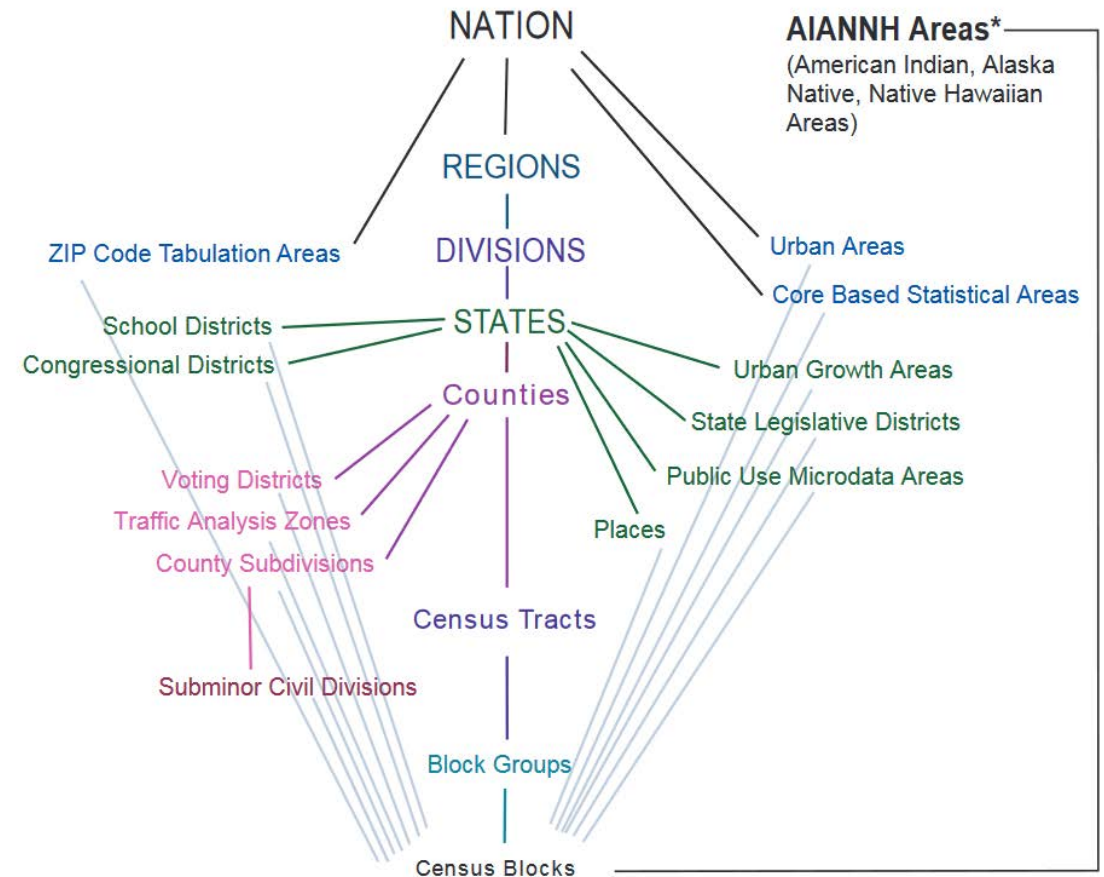 NATION
AIANNH Areas*
(American Indian, Alaska
Native, Native Hawaiian
Areas)
REGIONS
ZIP Code Tabulation Areas
DIVISIONS
Urban Areas
Core Based Statistical Areas
School Districts
STATES
Congressional Districts
Urban Growth Areas
Counties
State Legislative Districts
Voting Districts
Public Use Microdata Areas
Traffic Analysis Zones
Places
County Subdivisions
Census Tracts
Subminor Civil Divisions
Block Groups
Census Blocks